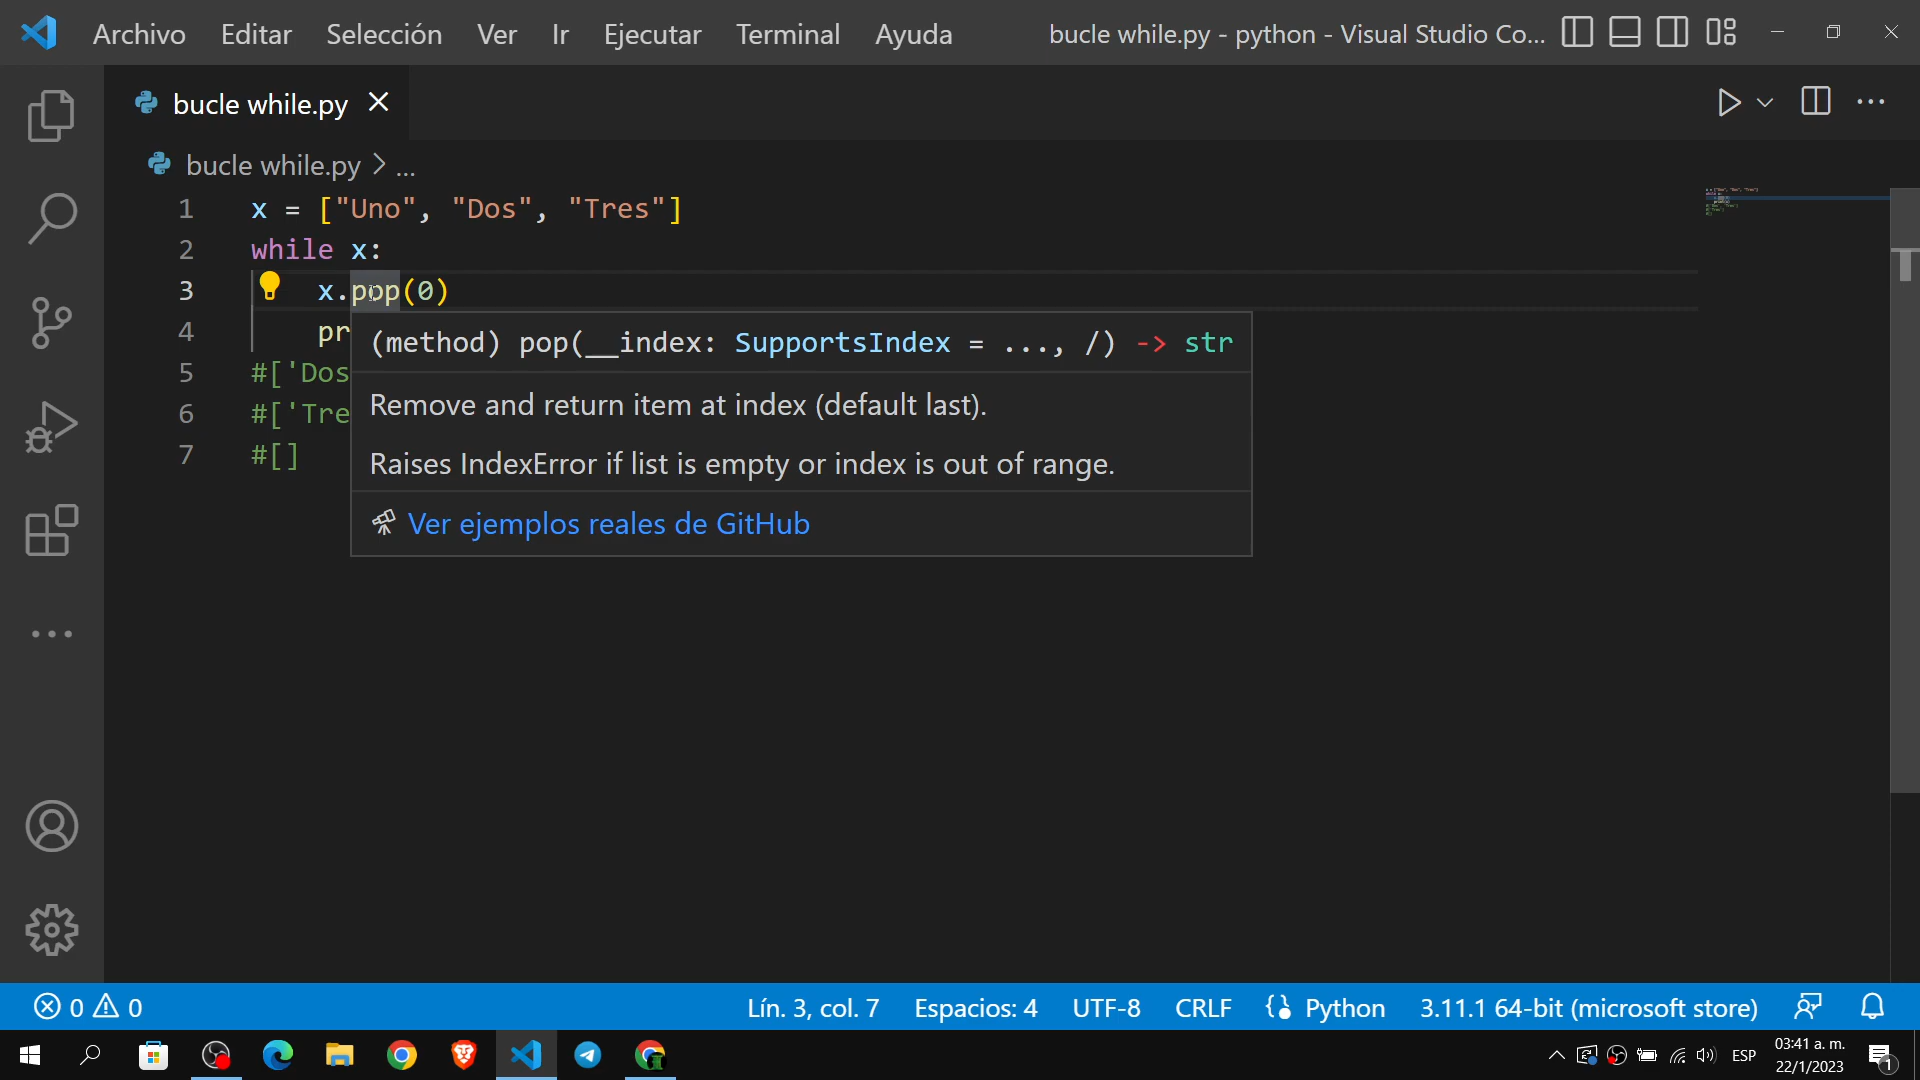 Archivo Editar Selección Ver Ir Ejecutar Terminal Ayuda bucle while.py - python - Visual Studio Co...
bucle while.py
bucle while.py > ...
1 x = ["Uno", "Dos", "Tres"]
2 while x:
3 x.pop(0)
4 pr
5 #['Dos
6 #['Tre
7 #[]
(method) pop(__index: SupportsIndex = ..., /) -> str
Remove and return item at index (default last).
Raises IndexError if list is empty or index is out of range.
Ver ejemplos reales de GitHub
0 0 Lín. 3, col. 7 Espacios: 4 UTF-8 CRLF Python 3.11.1 64-bit (microsoft store)
ESP 03:41 a. m.
22/1/2023 1